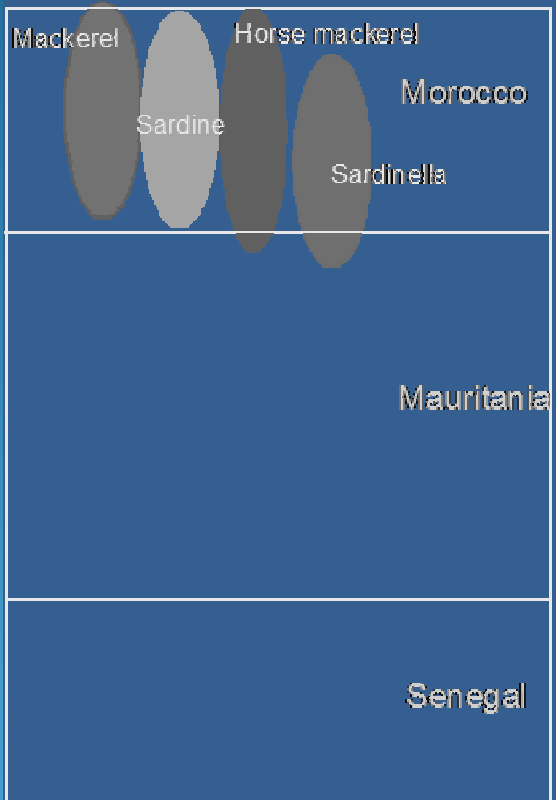 Mackerel
Horse mackerel
Morocco
Sardine
Sardinella
Mauritania
Senegal